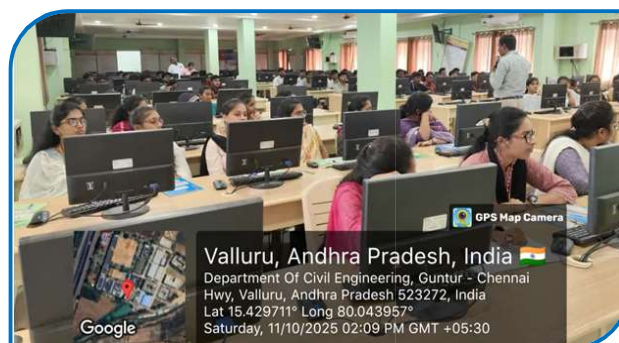 GPS Map Camera
Valluru, Andhra Pradesh, India
Department Of Civil Engineering, Guntur - Chennai
Hwy, Valluru, Andhra Pradesh 523272, India
Lat 15.429711° Long 80.043957°
Saturday, 11/10/2025 02:09 PM GMT +05:30
Google